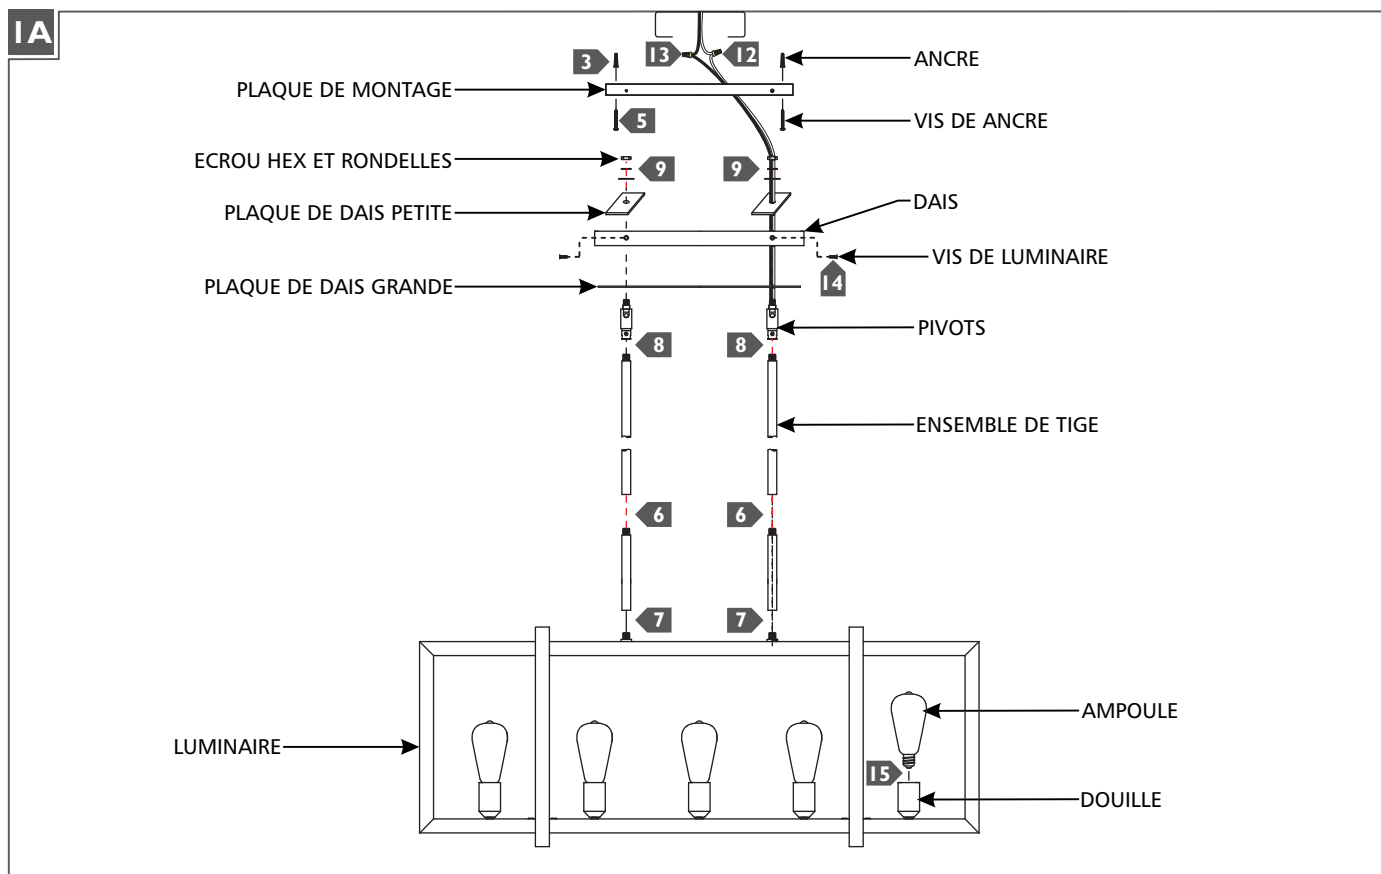 1A
13
12
3
ANCRE
PLAQUE DE MONTAGE
5
VIS DE ANCRE
ECROU HEX ET RONDELLES
9
9
PLAQUE DE DAIS PETITE
DAIS
VIS DE LUMINAIRE
14
PLAQUE DE DAIS GRANDE
PIVOTS
8
8
ENSEMBLE DE TIGE
6
6
7
7
AMPOULE
LUMINAIRE
15
DOUILLE